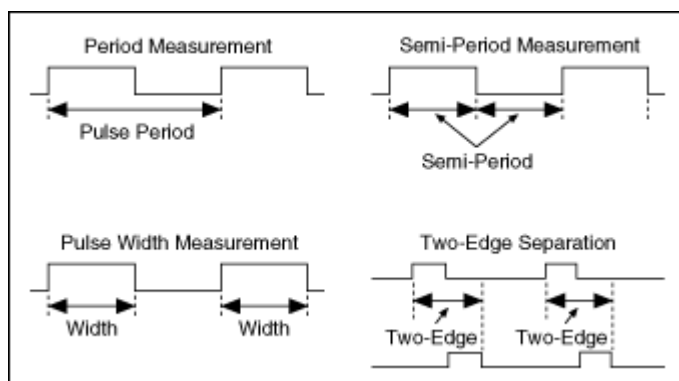 Period Measurement
Pulse Period
Semi-Period Measurement
Semi-Period
Pulse Width Measurement
Width
Width
Two-Edge Separation
Two-Edge
Two-Edge